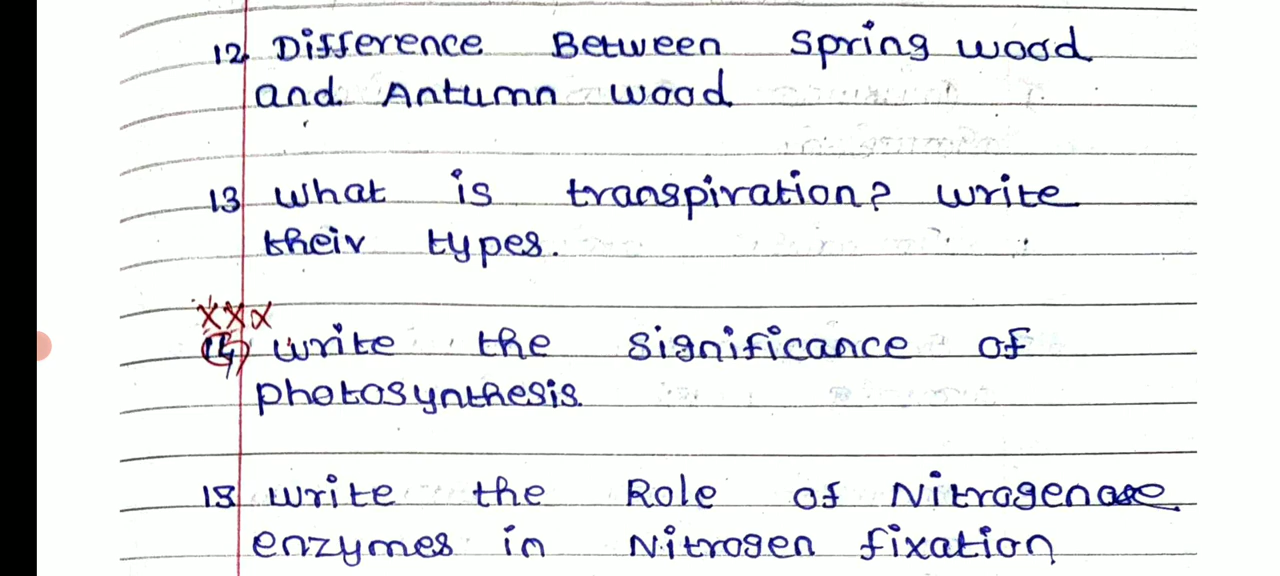 12. Difference Between Spring wood
and Antumn wood
13 What is transpiration? Write
their types.
xxx
14) Write the significance of
photosynthesis.
15 Write the Role of Nitrogenase
enzymes in Nitrogen fixation